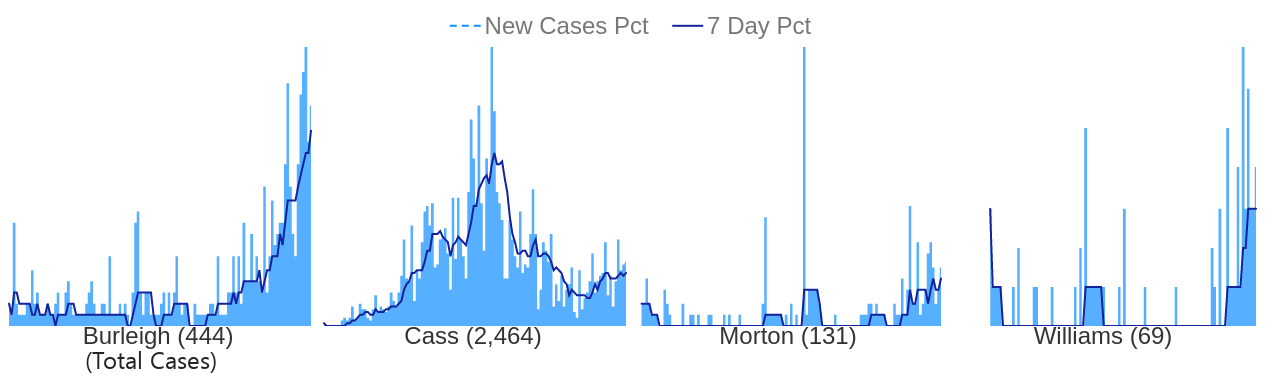 New Cases Pct 7 Day Pct
Burleigh (444) Cass (2,464) Morton (131) Williams (69)
(Total Cases)